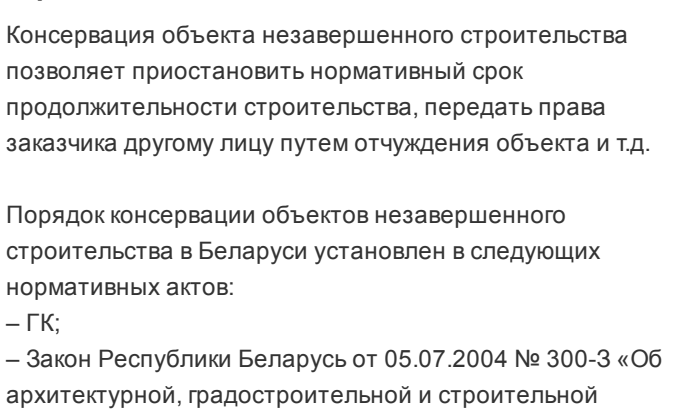 Консервация объекта незавершенного строительства
позволяет приостановить нормативный срок
продолжительности строительства, передать права
заказчика другому лицу путем отчуждения объекта и т.д.
Порядок консервации объектов незавершенного
строительства в Беларуси установлен в следующих
нормативных актов:
– ГК;
– Закон Республики Беларусь от 05.07.2004 № 300-З «Об
архитектурной, градостроительной и строительной